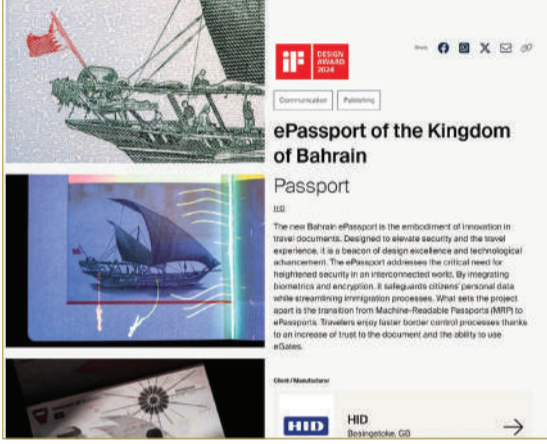 iF
DESIGN
AWARD
2024
Share
Communication
Publishing
ePassport of the Kingdom
of Bahrain
Passport
HID
The new Bahrain ePassport is the embodiment of innovation in
travel documents. Designed to elevate security and the travel
experience, it is a beacon of design excellence and technological
advancement. The ePassport addresses the critical need for
heightened security in an interconnected world. By integrating
biometrics and encryption, it safeguards citizens' personal data
while streamlining immigration processes. What sets the project
apart is the transition from Machine-Readable Passports (MRP) to
ePassports. Travelers enjoy faster border control processes thanks
to an increase of trust to the document and the ability to use
eGates.
Client / Manufacturer
HID
HID
Basingstoke, GB